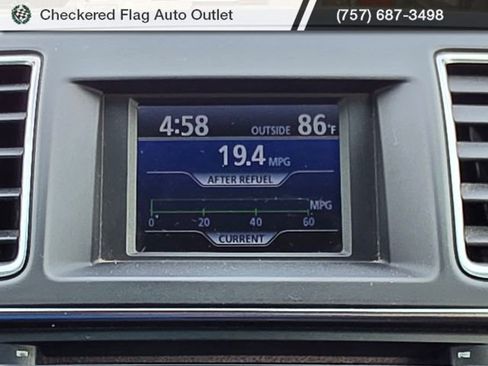 Checkered Flag Auto Outlet (757) 687-3498
4:58 OUTSIDE 86°F
19.4 MPG
AFTER REFUEL
MPG
0 20 40 60
CURRENT